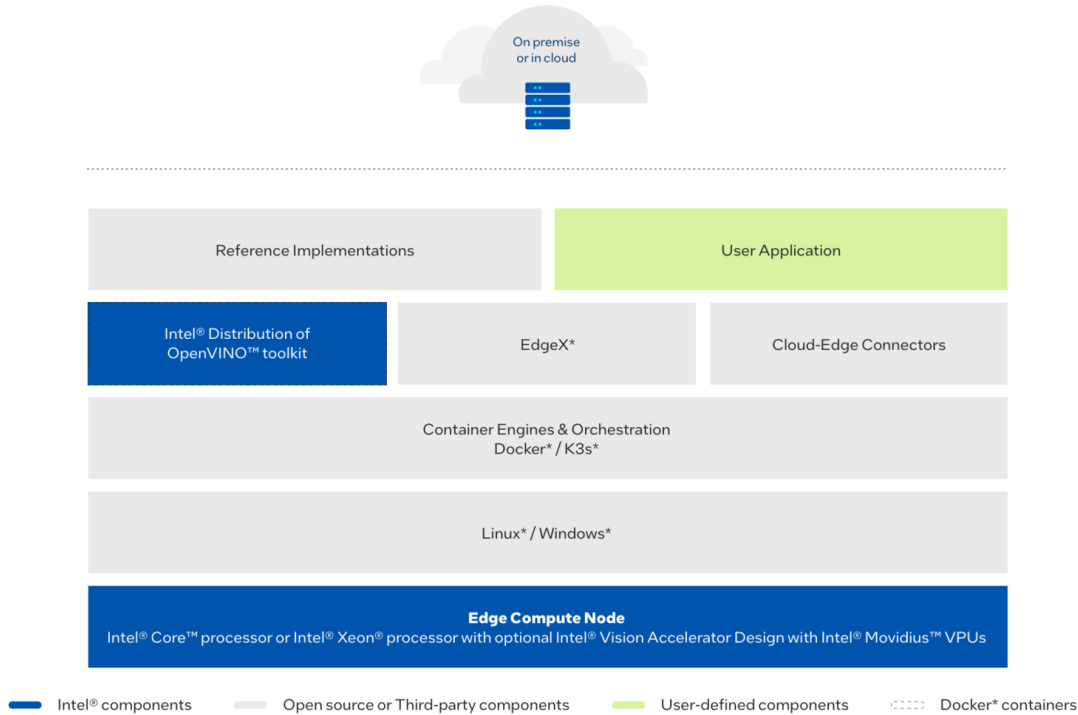 On premise
or in cloud
Reference Implementations
User Application
Intel® Distribution of
OpenVINO™ toolkit
EdgeX*
Cloud-Edge Connectors
Container Engines & Orchestration
Docker* / K3s*
Linux* / Windows*
Edge Compute Node
Intel® Core™ processor or Intel® Xeon® processor with optional Intel® Vision Accelerator Design with Intel® Movidius™ VPUs
Intel® components
Open source or Third-party components
User-defined components
Docker* containers